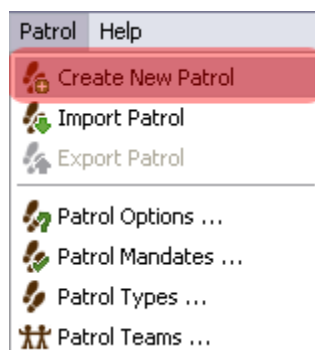 Patrol Help
Create New Patrol
Import Patrol
Export Patrol
Patrol Options ...
Patrol Mandates ...
Patrol Types ...
Patrol Teams ...